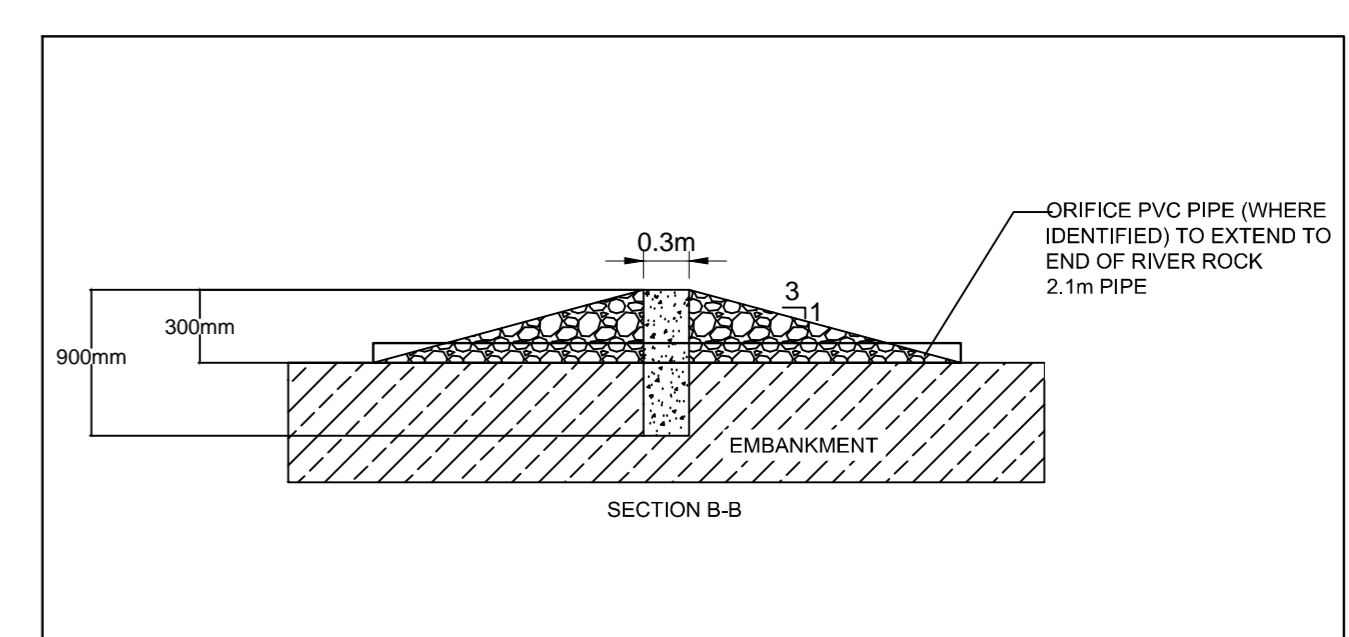 ORIFICE PVC PIPE (WHERE
IDENTIFIED) TO EXTEND TO
END OF RIVER ROCK
2.1m PIPE
0.3m
3
1
300mm
900mm
EMBANKMENT
SECTION B-B